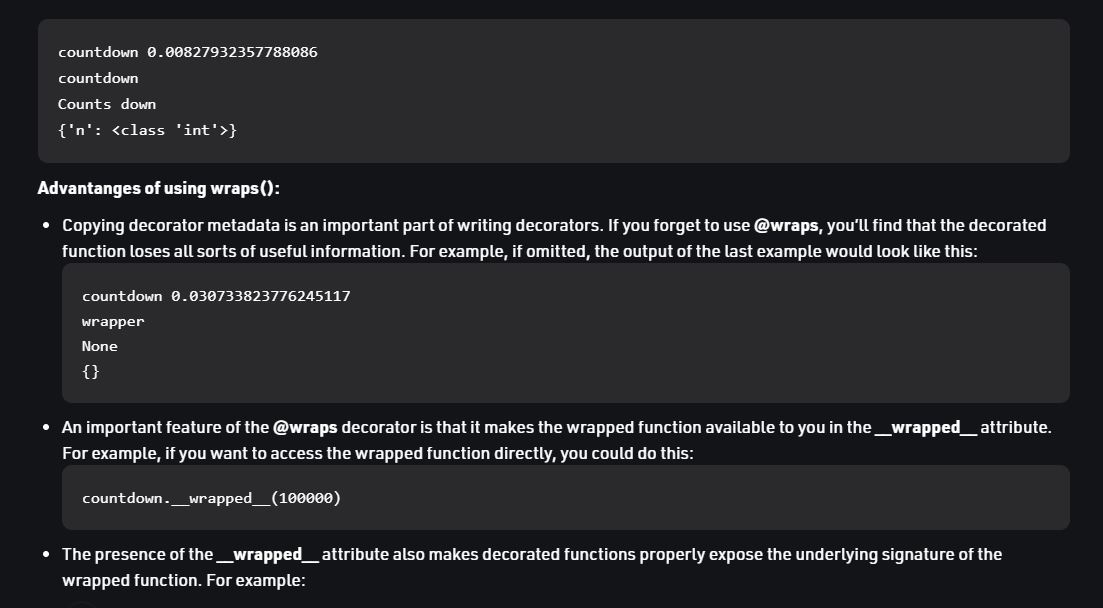 countdown 0.00827932357788086
countdown
Counts down
{'n': <class 'int'>}
Advantanges of using wraps():
• Copying decorator metadata is an important part of writing decorators. If you forget to use @wraps, you'll find that the decorated
function loses all sorts of useful information. For example, if omitted, the output of the last example would look like this:
countdown 0.030733823776245117
wrapper
None
{}
• An important feature of the @wraps decorator is that it makes the wrapped function available to you in the __wrapped__ attribute.
For example, if you want to access the wrapped function directly, you could do this:
countdown.__wrapped__(100000)
• The presence of the __wrapped__ attribute also makes decorated functions properly expose the underlying signature of the
wrapped function. For example: